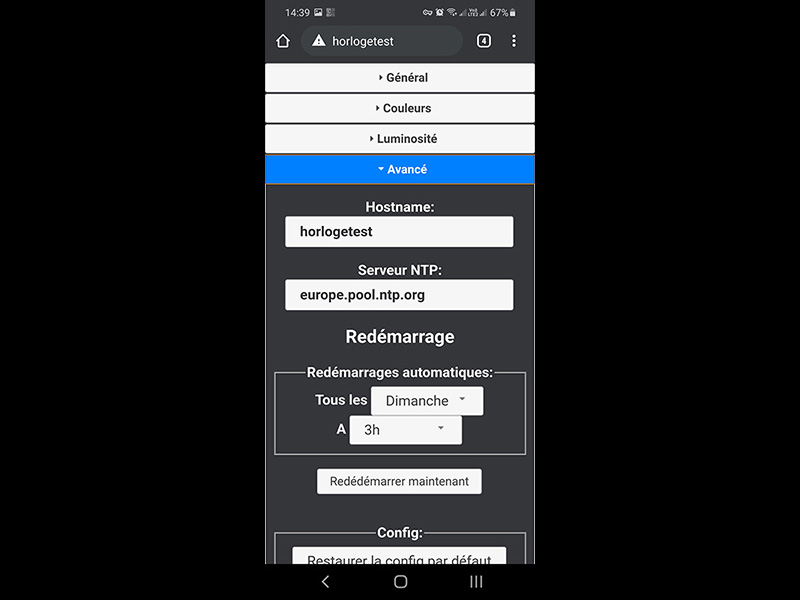 14:39 67%
horlogetest 4
Général
Couleurs
Luminosité
Avancé
Hostname:
horlogetest
Serveur NTP:
europe.pool.ntp.org
Redémarrage
Redémarrages automatiques:
Tous les Dimanche
A 3h
Redédémarrer maintenant
Config:
Restaurer la config par défaut